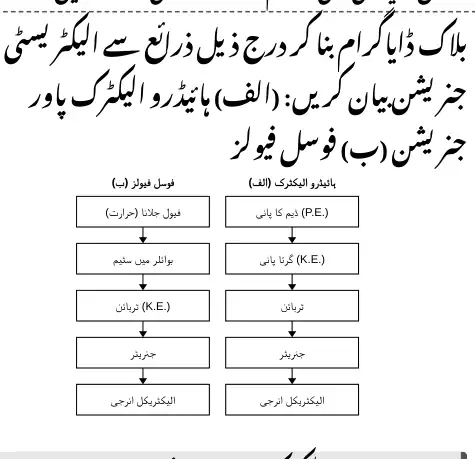 بلاک ڈایاگرام بنا کر درج ذیل ذرائع سے الیکٹریسٹی
جنریشن بیان کریں: (الف) ہائیڈرو الیکٹرک پاور
جنریشن (ب) فوسل فیولز
ہائیڈرو الیکٹرک (الف)
فوسل فیولز (ب)
ڈیم کا پانی (P.E.)
گرتا پانی (K.E.)
ٹربائن
جنریٹر
الیکٹریکل انرجی
فیول جلانا (حرارت)
بوائلر میں سٹیم
ٹربائن (K.E.)
جنریٹر
الیکٹریکل انرجی